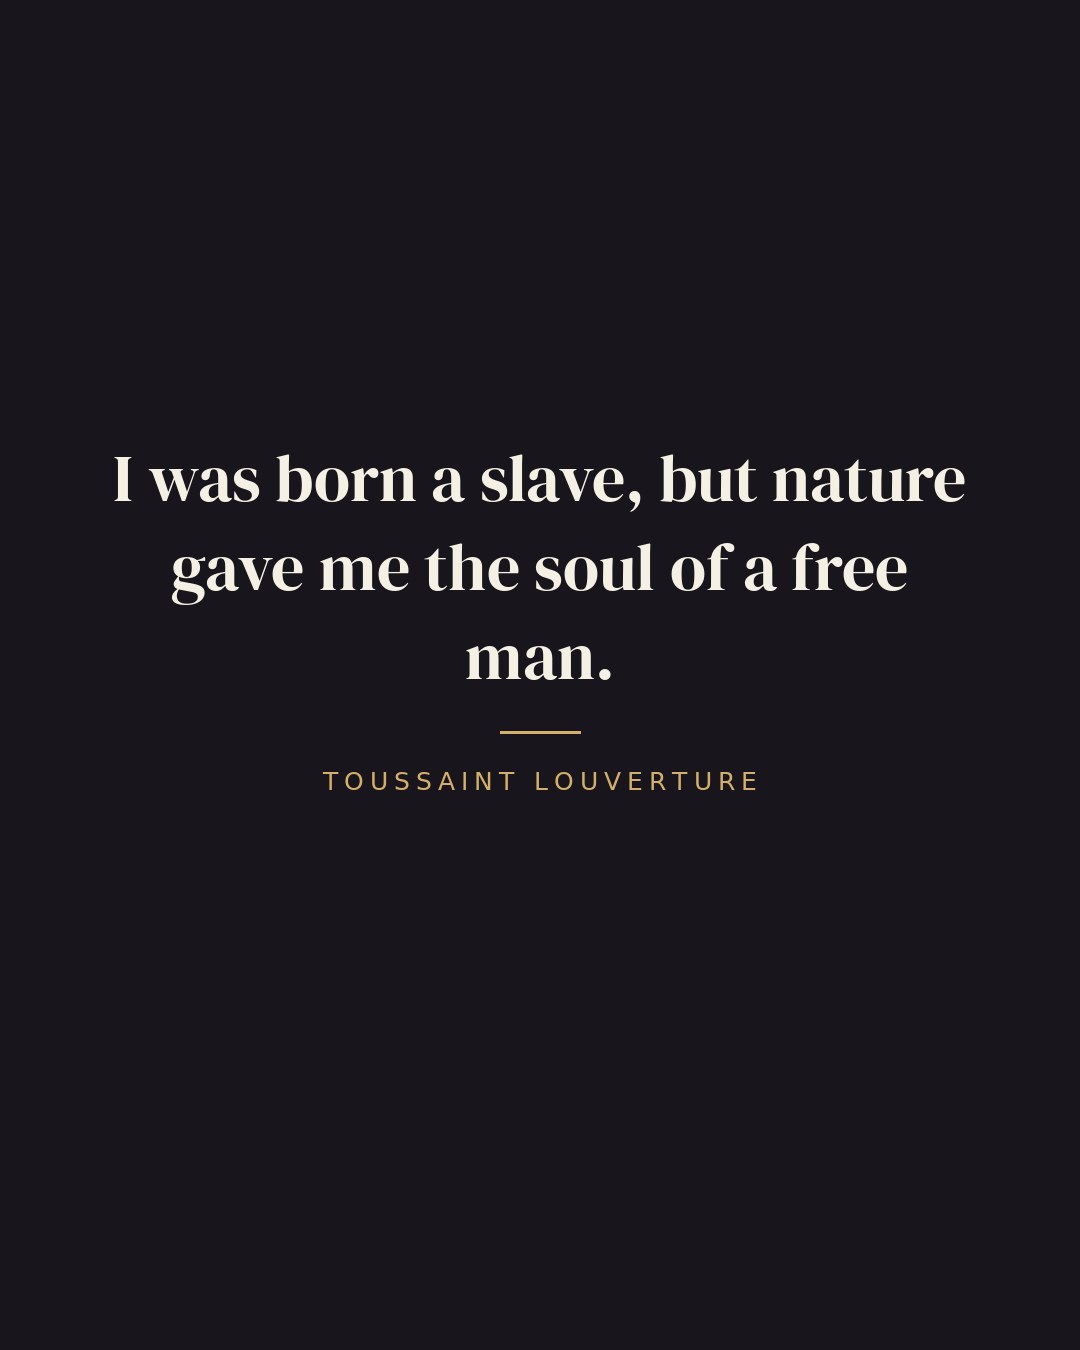 I was born a slave, but nature
gave me the soul of a free
man.
TOUSSAINT LOUVERTURE